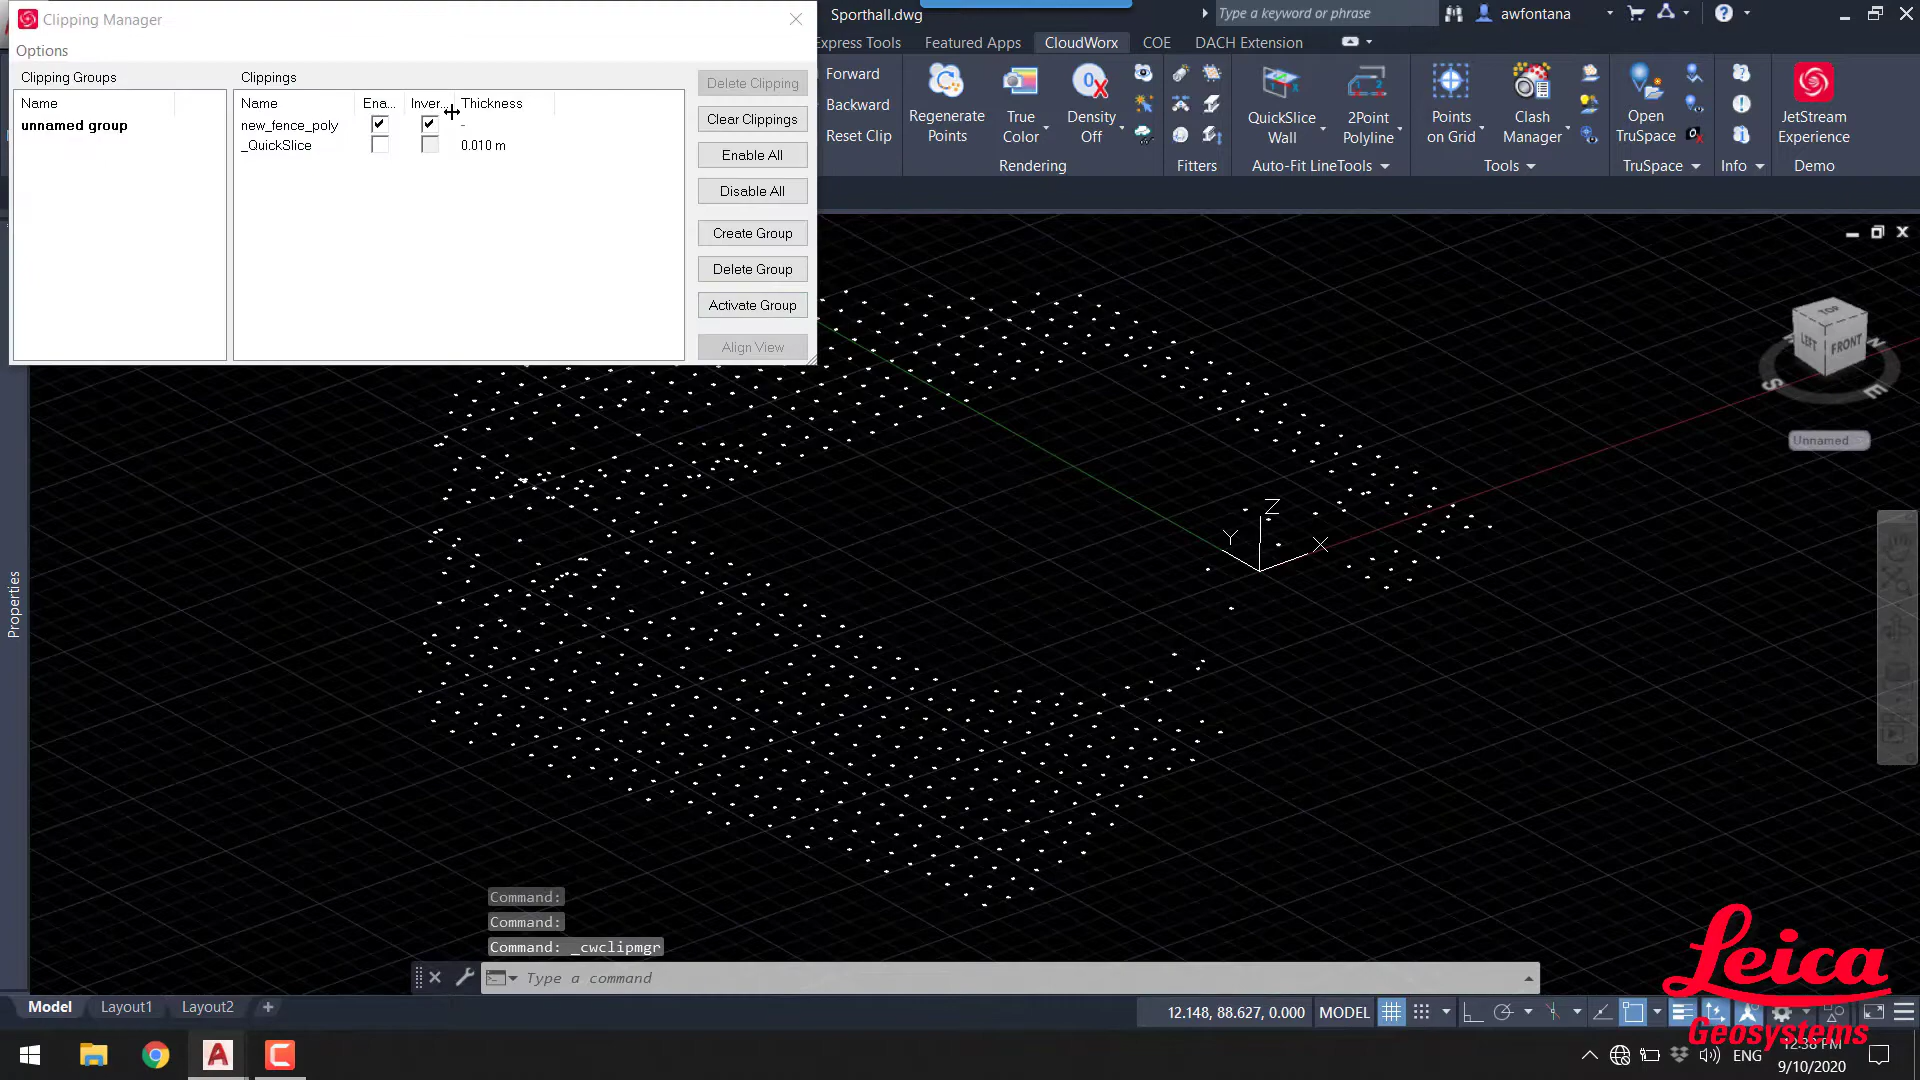 Clipping Manager
Sporthall.dwg
Type a keyword or phrase
awfontana
Options
Express Tools
Featured Apps
CloudWorx
COE
DACH Extension
Clipping Groups
Name
unnamed group
Clippings
Name Ena... Inver... Thickness
new_fence_poly -
_QuickSlice 0.010 m
Delete Clipping
Clear Clippings
Enable All
Disable All
Create Group
Delete Group
Activate Group
Align View
Forward
Backward
Reset Clip
Regenerate
Points
True
Color
Density
Off
Rendering
Fitters
QuickSlice
Wall
2Point
Polyline
Auto-Fit LineTools
Points
on Grid
Clash
Manager
Tools
Open
TruSpace
TruSpace
Info
JetStream
Experience
Demo
TOP
LEFT
FRONT
S
E
Unnamed
Z
Y
X
Properties
Command:
Command:
Command: _cwclipmgr
Type a command
Model
Layout1
Layout2
12.148, 88.627, 0.000
MODEL
Leica
Geosystems
ENG
12:38 PM
9/10/2020